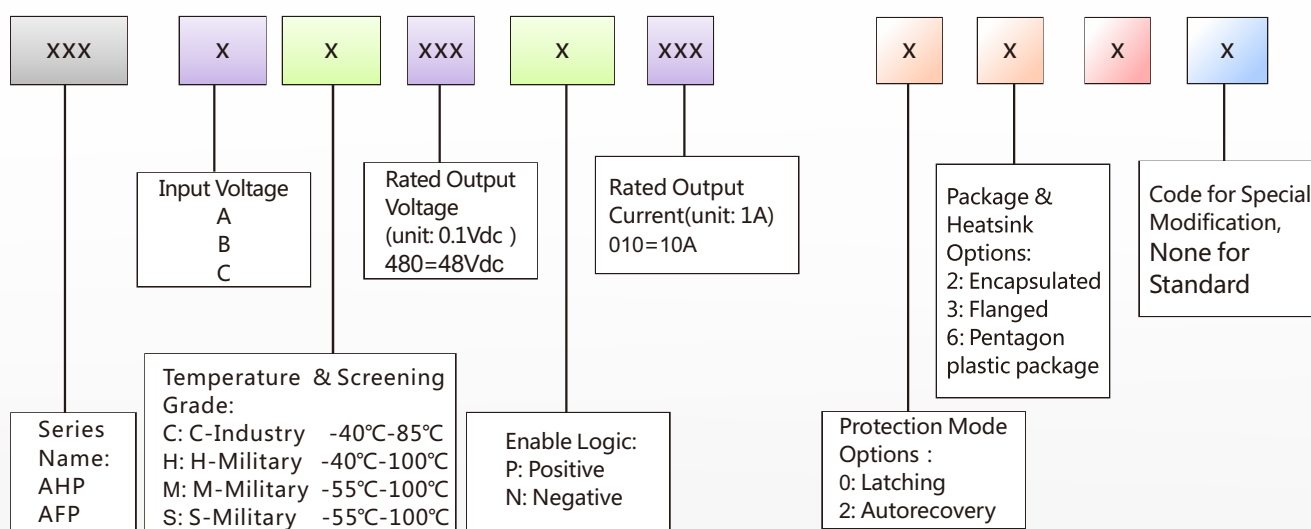 XXX X X XXX X XXX X X X X
Input Voltage
A
B
C
Rated Output
Voltage
(unit: 0.1Vdc )
480=48Vdc
Rated Output
Current(unit: 1A)
010=10A
Package &
Heatsink
Options:
2: Encapsulated
3: Flanged
6: Pentagon
plastic package
Code for Special
Modification,
None for
Standard
Series
Name:
AHP
AFP
Temperature & Screening
Grade:
C: C-Industry -40℃-85℃
H: H-Military -40℃-100℃
M: M-Military -55℃-100℃
S: S-Military -55℃-100℃
Enable Logic:
P: Positive
N: Negative
Protection Mode
Options :
0: Latching
2: Autorecovery